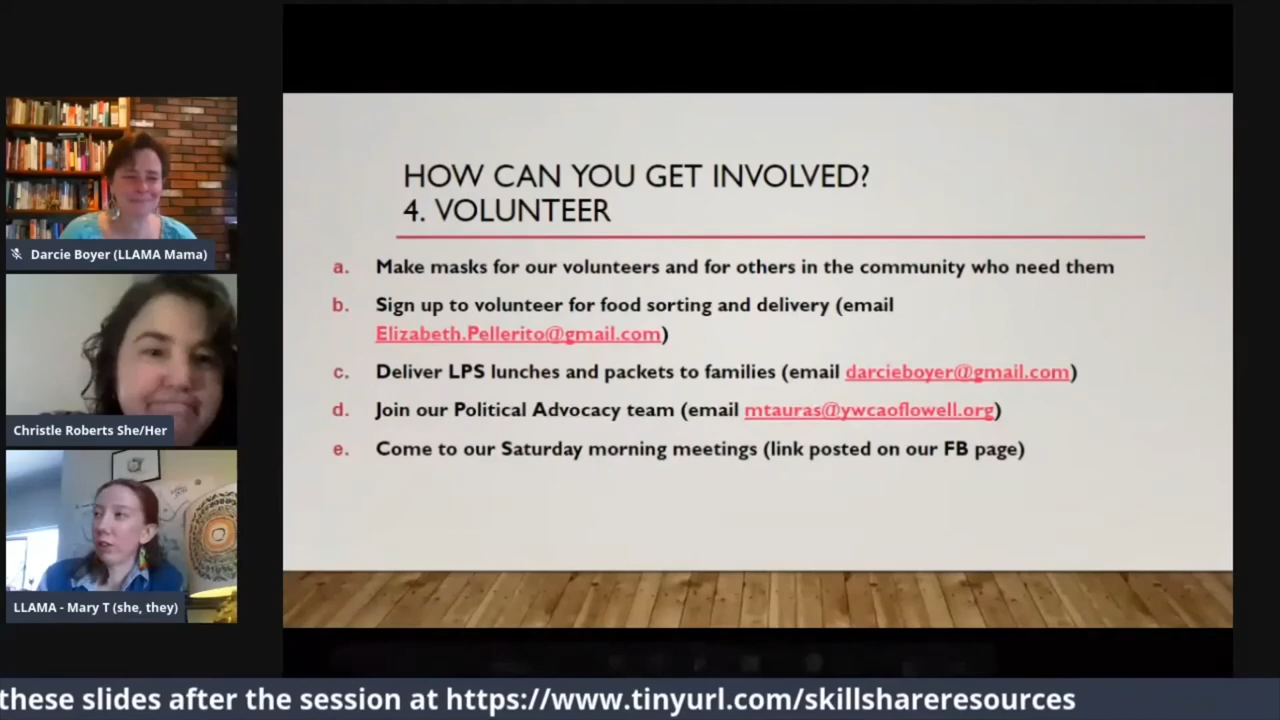 HOW CAN YOU GET INVOLVED?
4. VOLUNTEER
a. Make masks for our volunteers and for others in the community who need them
b. Sign up to volunteer for food sorting and delivery (email
Elizabeth.Pellerito@gmail.com)
c. Deliver LPS lunches and packets to families (email darcieboyer@gmail.com)
d. Join our Political Advocacy team (email mtauras@ywcaoflowell.org)
e. Come to our Saturday morning meetings (link posted on our FB page)
Darcie Boyer (LLAMA Mama)
Christle Roberts She/Her
LLAMA - Mary T (she, they)
these slides after the session at https://www.tinyurl.com/skillshareresources